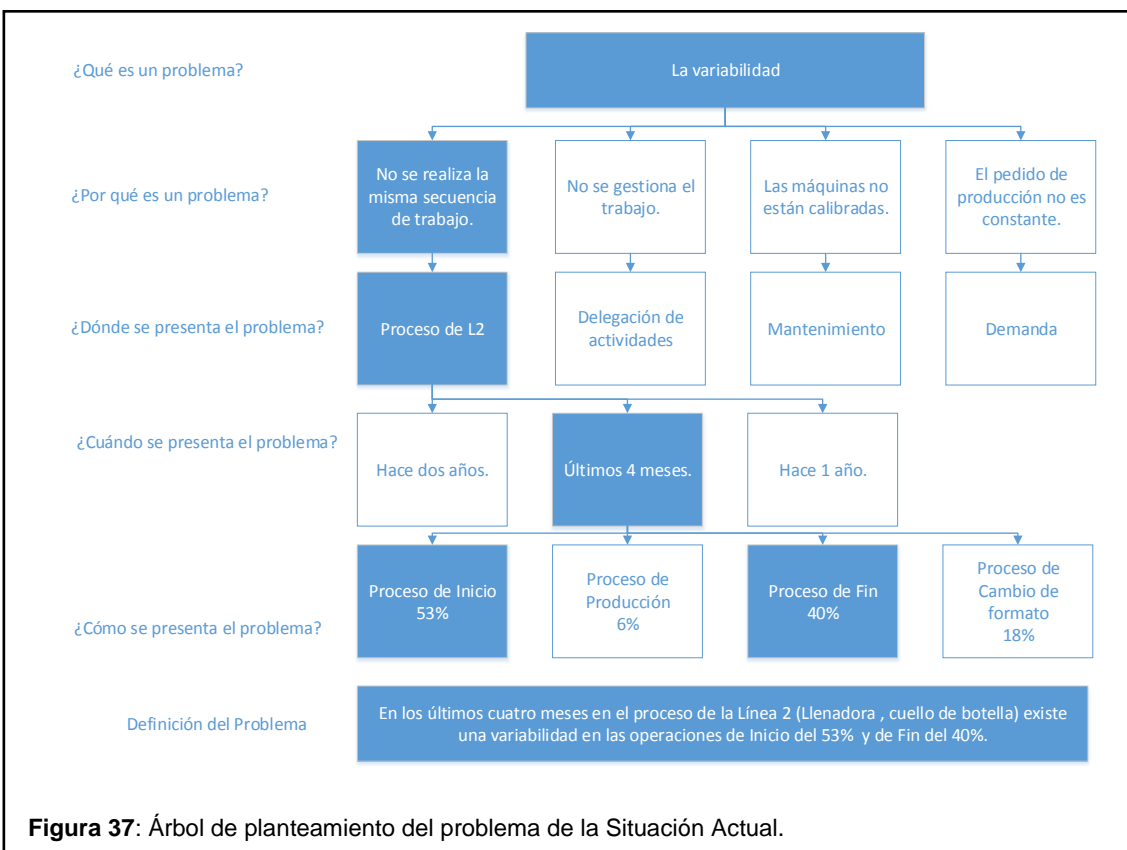 ¿Qué es un problema?
La variabilidad
¿Por qué es un problema?
No se realiza la
misma secuencia
de trabajo.
No se gestiona el
trabajo.
Las máquinas no
están calibradas.
El pedido de
producción no es
constante.
¿Dónde se presenta el problema?
Proceso de L2
Delegación de
actividades
Mantenimiento
Demanda
¿Cuándo se presenta el problema?
Hace dos años.
Últimos 4 meses.
Hace 1 año.
¿Cómo se presenta el problema?
Proceso de Inicio
53%
Proceso de
Producción
6%
Proceso de Fin
40%
Proceso de
Cambio de
formato
18%
Definición del Problema
En los últimos cuatro meses en el proceso de la Línea 2 (Llenadora , cuello de botella) existe
una variabilidad en las operaciones de Inicio del 53% y de Fin del 40%.
Figura 37: Árbol de planteamiento del problema de la Situación Actual.